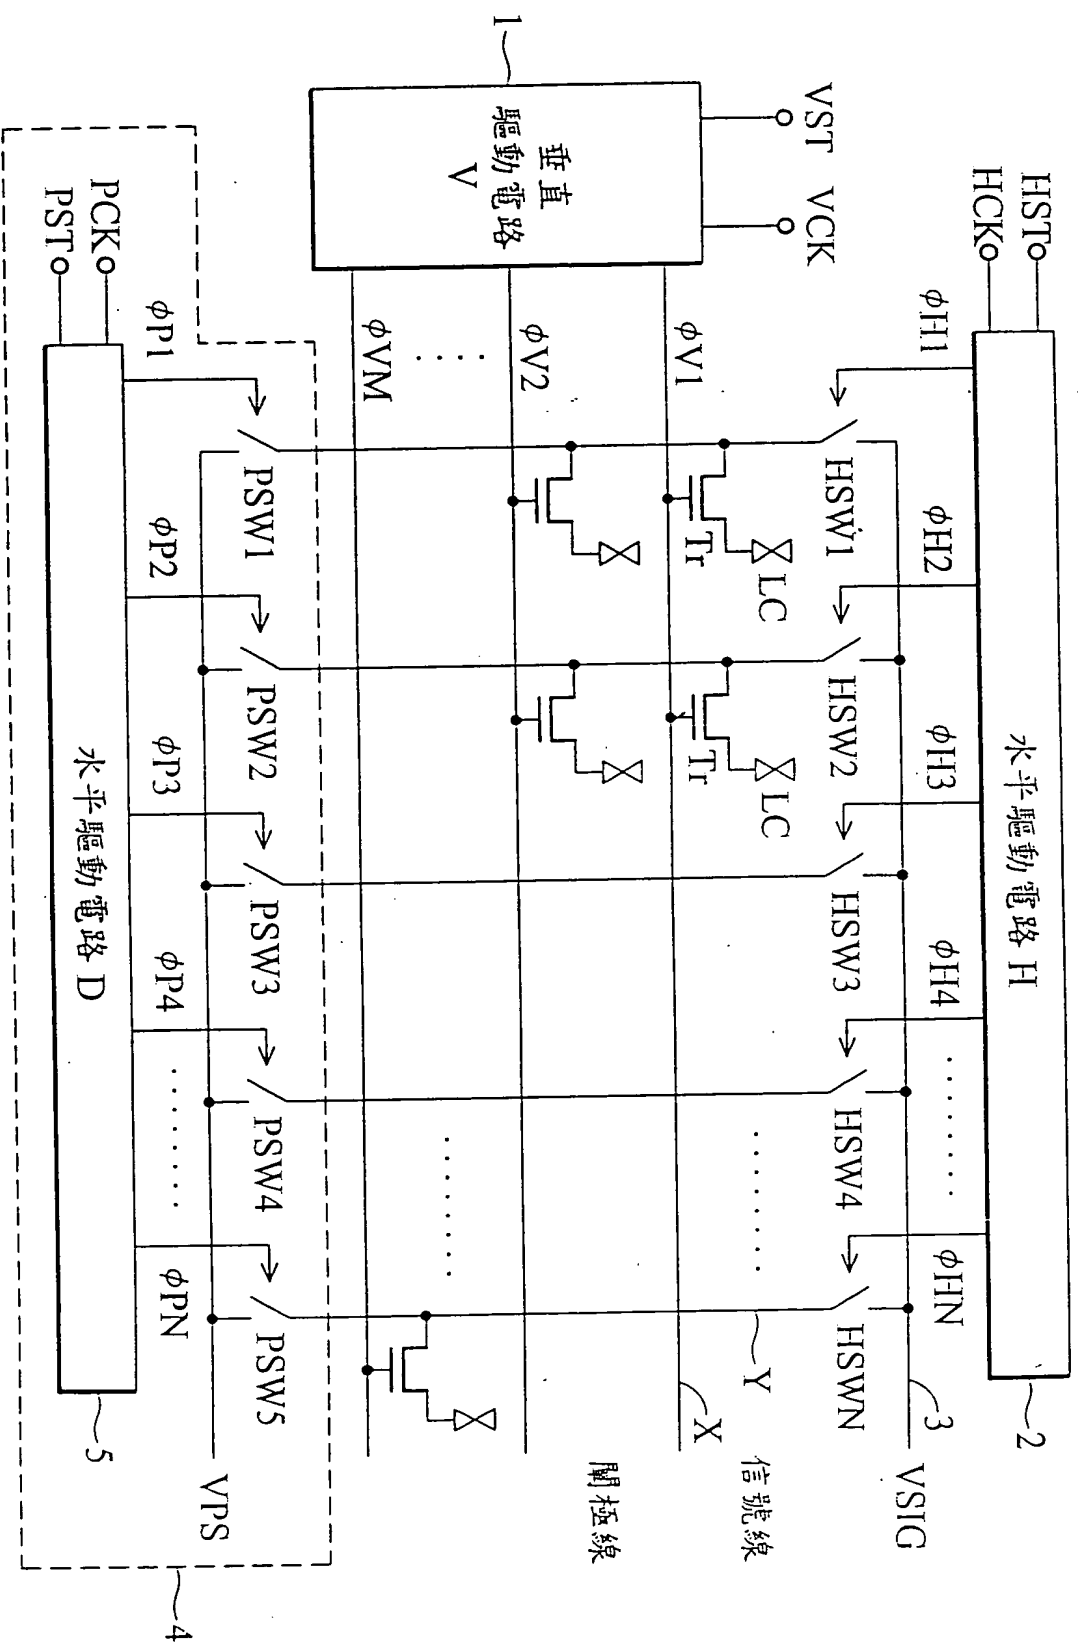 HST
HCK
水平驅動電路 H
2
φH1
φH2
φH3
φH4
········
φHN
3
VSIG
VST
VCK
HSW1
HSW2
HSW3
HSW4
HSWN
LC
LC
Tr
Tr
········
Y
信號線
1
垂直
驅動電路
V
φV1
X
φV2
閘極線
·····
φVM
········
PSW1
PSW2
PSW3
PSW4
PSW5
VPS
φP1
φP2
φP3
φP4
········
φPN
PCK
PST
水平驅動電路 D
5
4